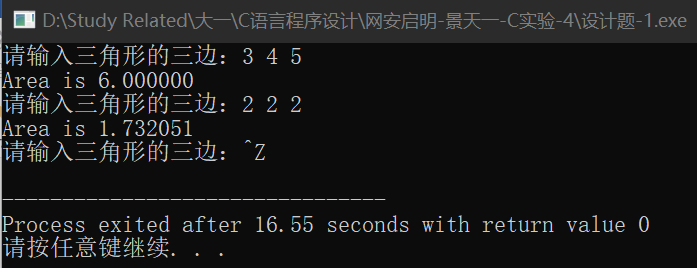 D:\Study Related\大一\C语言程序设计\网安启明-景天一-C实验-4\设计题-1.exe
请输入三角形的三边：3 4 5
Area is 6.000000
请输入三角形的三边：2 2 2
Area is 1.732051
请输入三角形的三边：^Z
--------------------------------
Process exited after 16.55 seconds with return value 0
请按任意键继续. . .